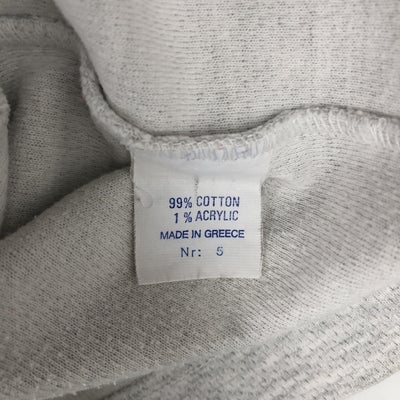 99% COTTON
1% ACRYLIC
MADE IN GREECE
Nr: 5